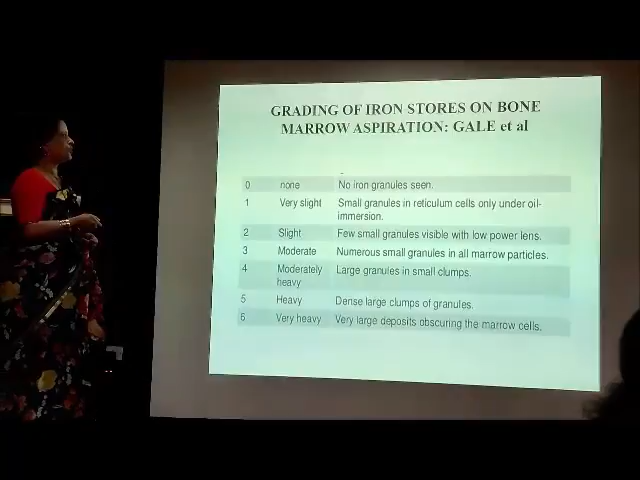 GRADING OF IRON STORES ON BONE
MARROW ASPIRATION: GALE et al
0 none No iron granules seen.
1 Very slight Small granules in reticulum cells only under oil-
immersion.
2 Slight Few small granules visible with low power lens.
3 Moderate Numerous small granules in all marrow particles.
4 Moderately Large granules in small clumps.
heavy
5 Heavy Dense large clumps of granules.
6 Very heavy Very large deposits obscuring the marrow cells.